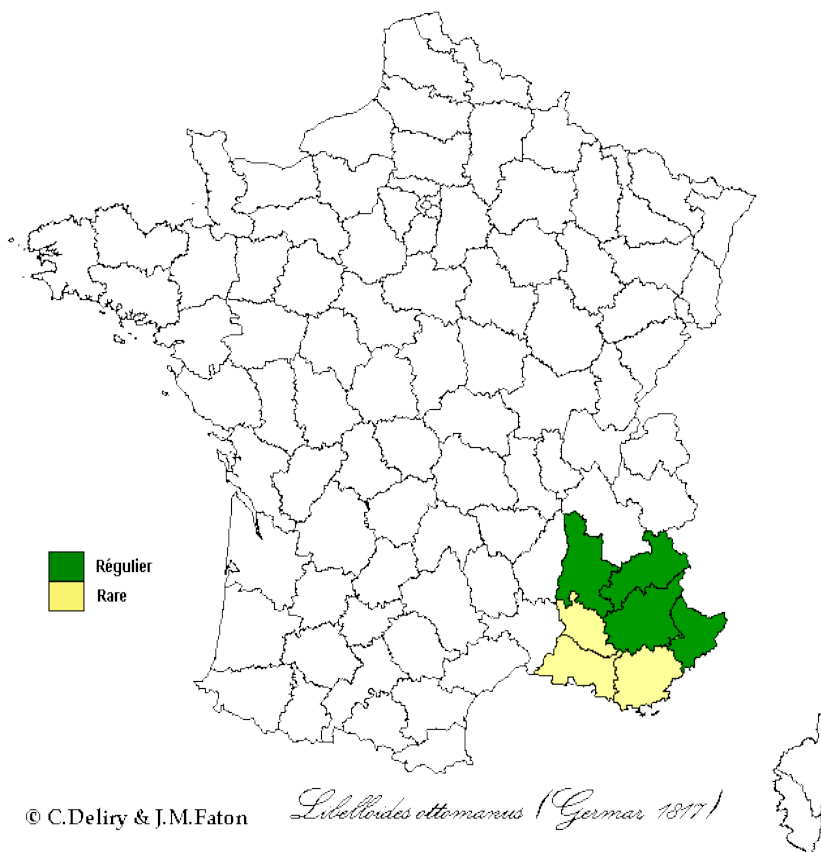 Régulier
Rare
© C.Deliry & J.M.Faton
Libelloides ottomanus (Germar 1817)